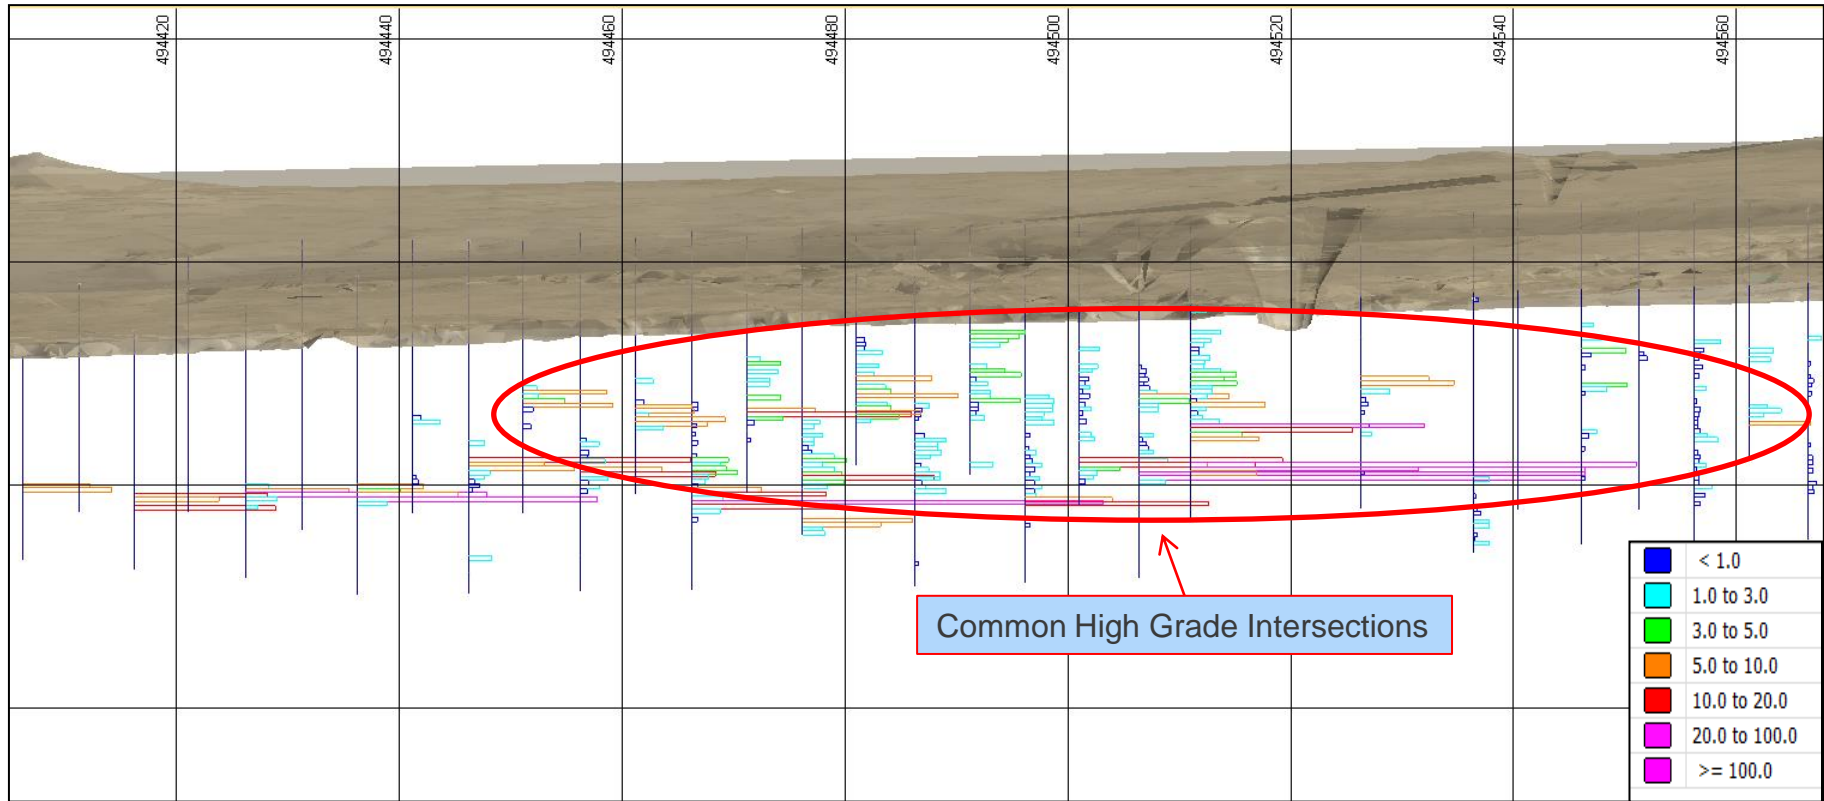 494420
494440
494460
494480
494500
494520
494540
494560
Common High Grade Intersections
< 1.0
1.0 to 3.0
3.0 to 5.0
5.0 to 10.0
10.0 to 20.0
20.0 to 100.0
>= 100.0